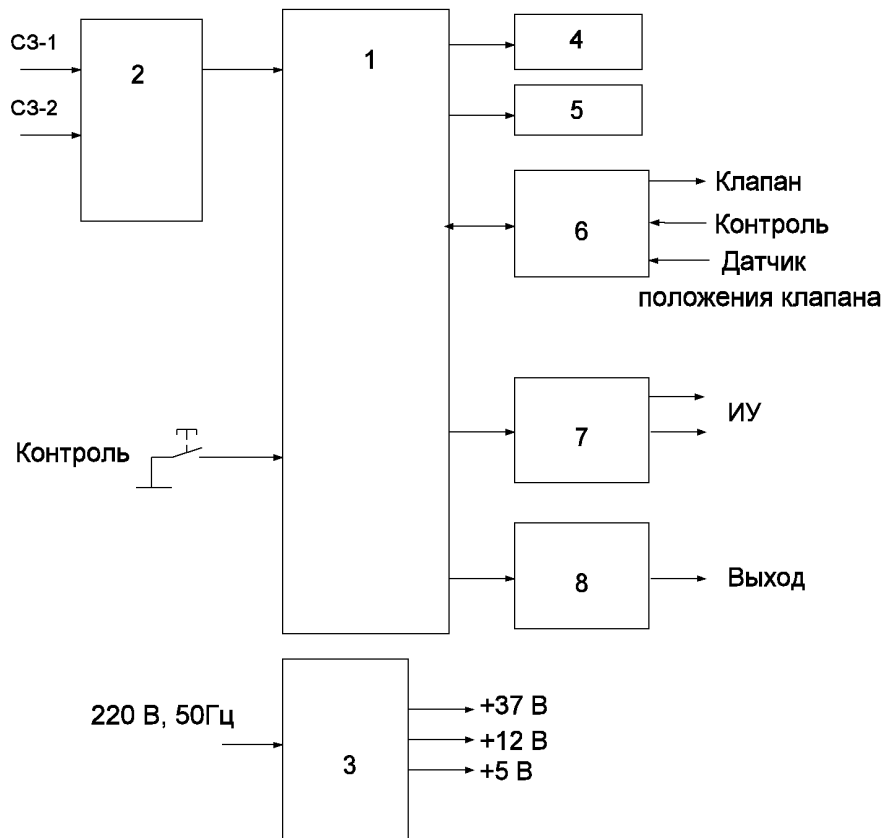 СЗ-1
СЗ-2
2
1
4
5
6
Клапан
Контроль
Датчик
положения клапана
Контроль
7
ИУ
8
Выход
220 В, 50Гц
3
+37 В
+12 В
+5 В